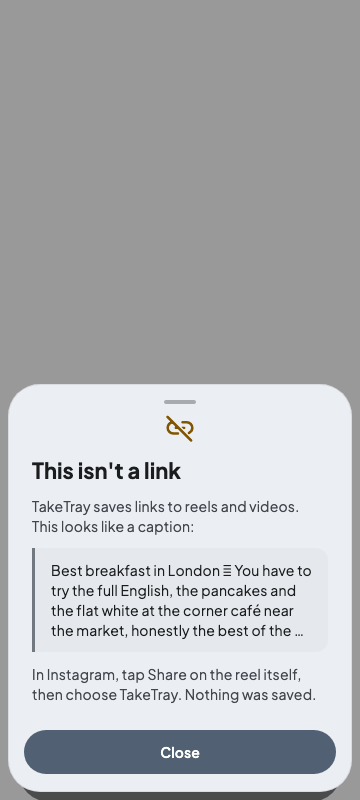 This isn't a link
TakeTray saves links to reels and videos.
This looks like a caption:
Best breakfast in London ☰ You have to
try the full English, the pancakes and
the flat white at the corner café near
the market, honestly the best of the ...
In Instagram, tap Share on the reel itself,
then choose TakeTray. Nothing was saved.
Close